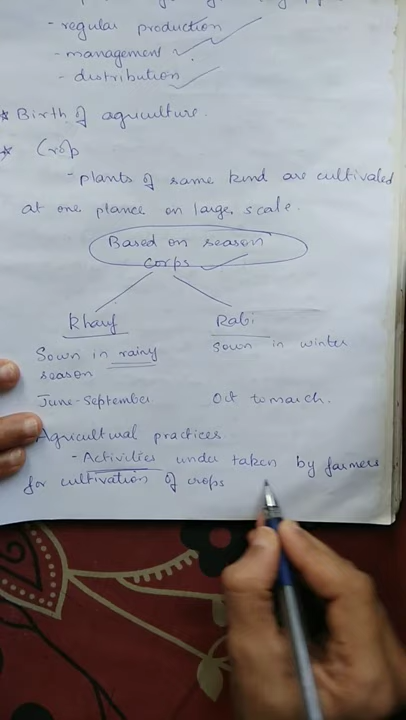 - regular production
- management
- distribution
* Birth of agriculture.
* Crop
- plants of same kind are cultivated
at one plance on large scale.
Based on season
corps
Kharif
Rabi
Sown in rainy
season
Sown in winter
June-September
Oct to march.
Agricultural practices.
- Activities under taken by farmers
for cultivation of crops